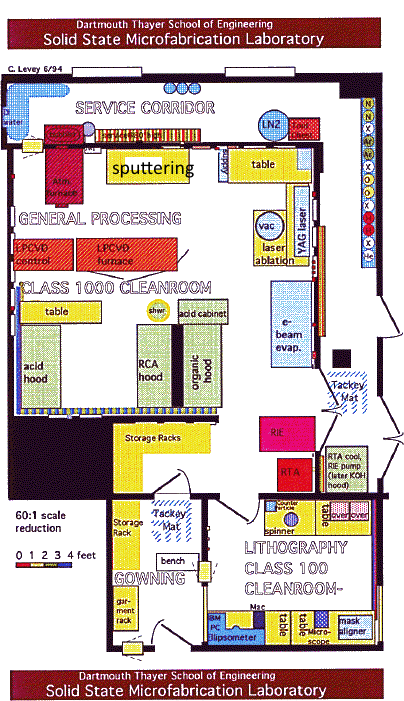 Dartmouth Thayer School of Engineering
Solid State Microfabrication Laboratory
C. Levey 6/94
SERVICE CORRIDOR
water
LN2
sputtering
table
supply
furnace
GENERAL PROCESSING
YAG laser
vac
laser
ablation
LPCVD
control
LPCVD
furnace
CLASS 1000 CLEANROOM
table
shwr
acid cabinet
e-
beam
evap.
acid
hood
RCA
hood
organic
hood
Tackey
Mat
RIE
Storage Racks
RTA
RTA cool,
RIE pump
(later KOH
hood)
60:1 scale
reduction
0 1 2 3 4 feet
Storage
Rack
Tackey
Mat
spinner
table
LITHOGRAPHY
CLASS 100
CLEANROOM
bench
GOWNING
gar-
ment
rack
Mac
IBM
PC
Ellipsometer
table
table
Micro-
scope
mask
aligner
Dartmouth Thayer School of Engineering
Solid State Microfabrication Laboratory